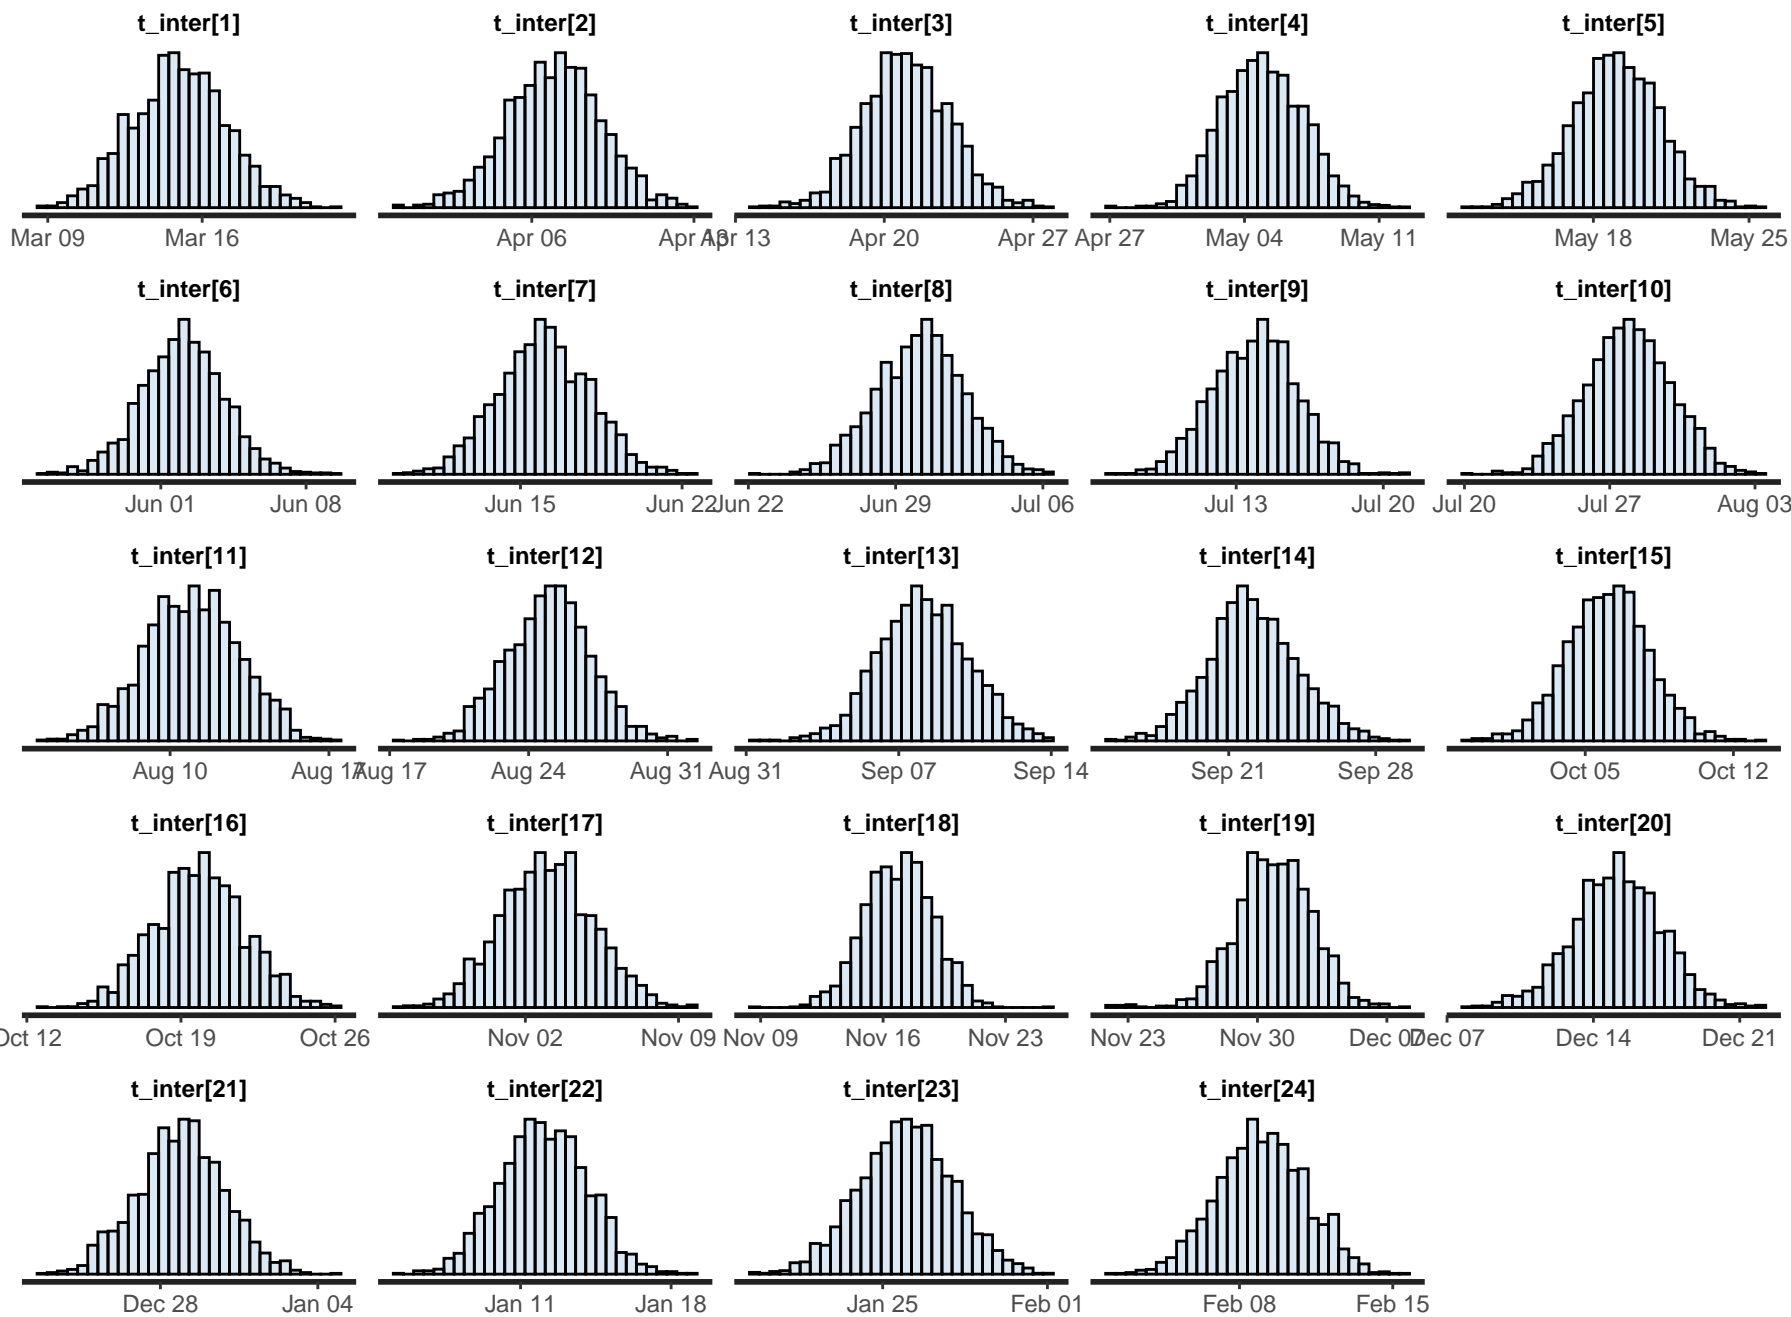 t_inter[1] t_inter[2] t_inter[3] t_inter[4] t_inter[5]
Mar 09 Mar 16 Apr 06 Apr 13 Apr 13 Apr 20 Apr 27 Apr 27 May 04 May 11 May 18 May 25
t_inter[6] t_inter[7] t_inter[8] t_inter[9] t_inter[10]
Jun 01 Jun 08 Jun 15 Jun 22 Jun 22 Jun 29 Jul 06 Jul 13 Jul 20 Jul 20 Jul 27 Aug 03
t_inter[11] t_inter[12] t_inter[13] t_inter[14] t_inter[15]
Aug 10 Aug 17 Aug 17 Aug 24 Aug 31 Aug 31 Sep 07 Sep 14 Sep 21 Sep 28 Oct 05 Oct 12
t_inter[16] t_inter[17] t_inter[18] t_inter[19] t_inter[20]
Oct 12 Oct 19 Oct 26 Nov 02 Nov 09 Nov 09 Nov 16 Nov 23 Nov 23 Nov 30 Dec 07 Dec 07 Dec 14 Dec 21
t_inter[21] t_inter[22] t_inter[23] t_inter[24]
Dec 28 Jan 04 Jan 11 Jan 18 Jan 25 Feb 01 Feb 08 Feb 15